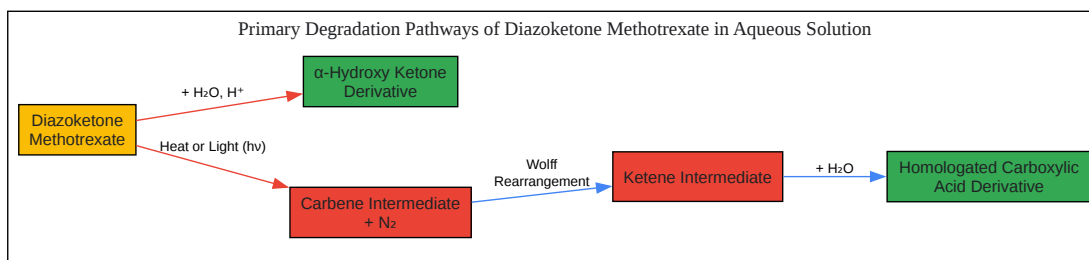 Primary Degradation Pathways of Diazoketone Methotrexate in Aqueous Solution
α-Hydroxy Ketone
Derivative
+ H₂O, H⁺
Diazoketone
Methotrexate
Heat or Light (hν)
Carbene Intermediate
+ N₂
Wolff
Rearrangement
Ketene Intermediate
+ H₂O
Homologated Carboxylic
Acid Derivative